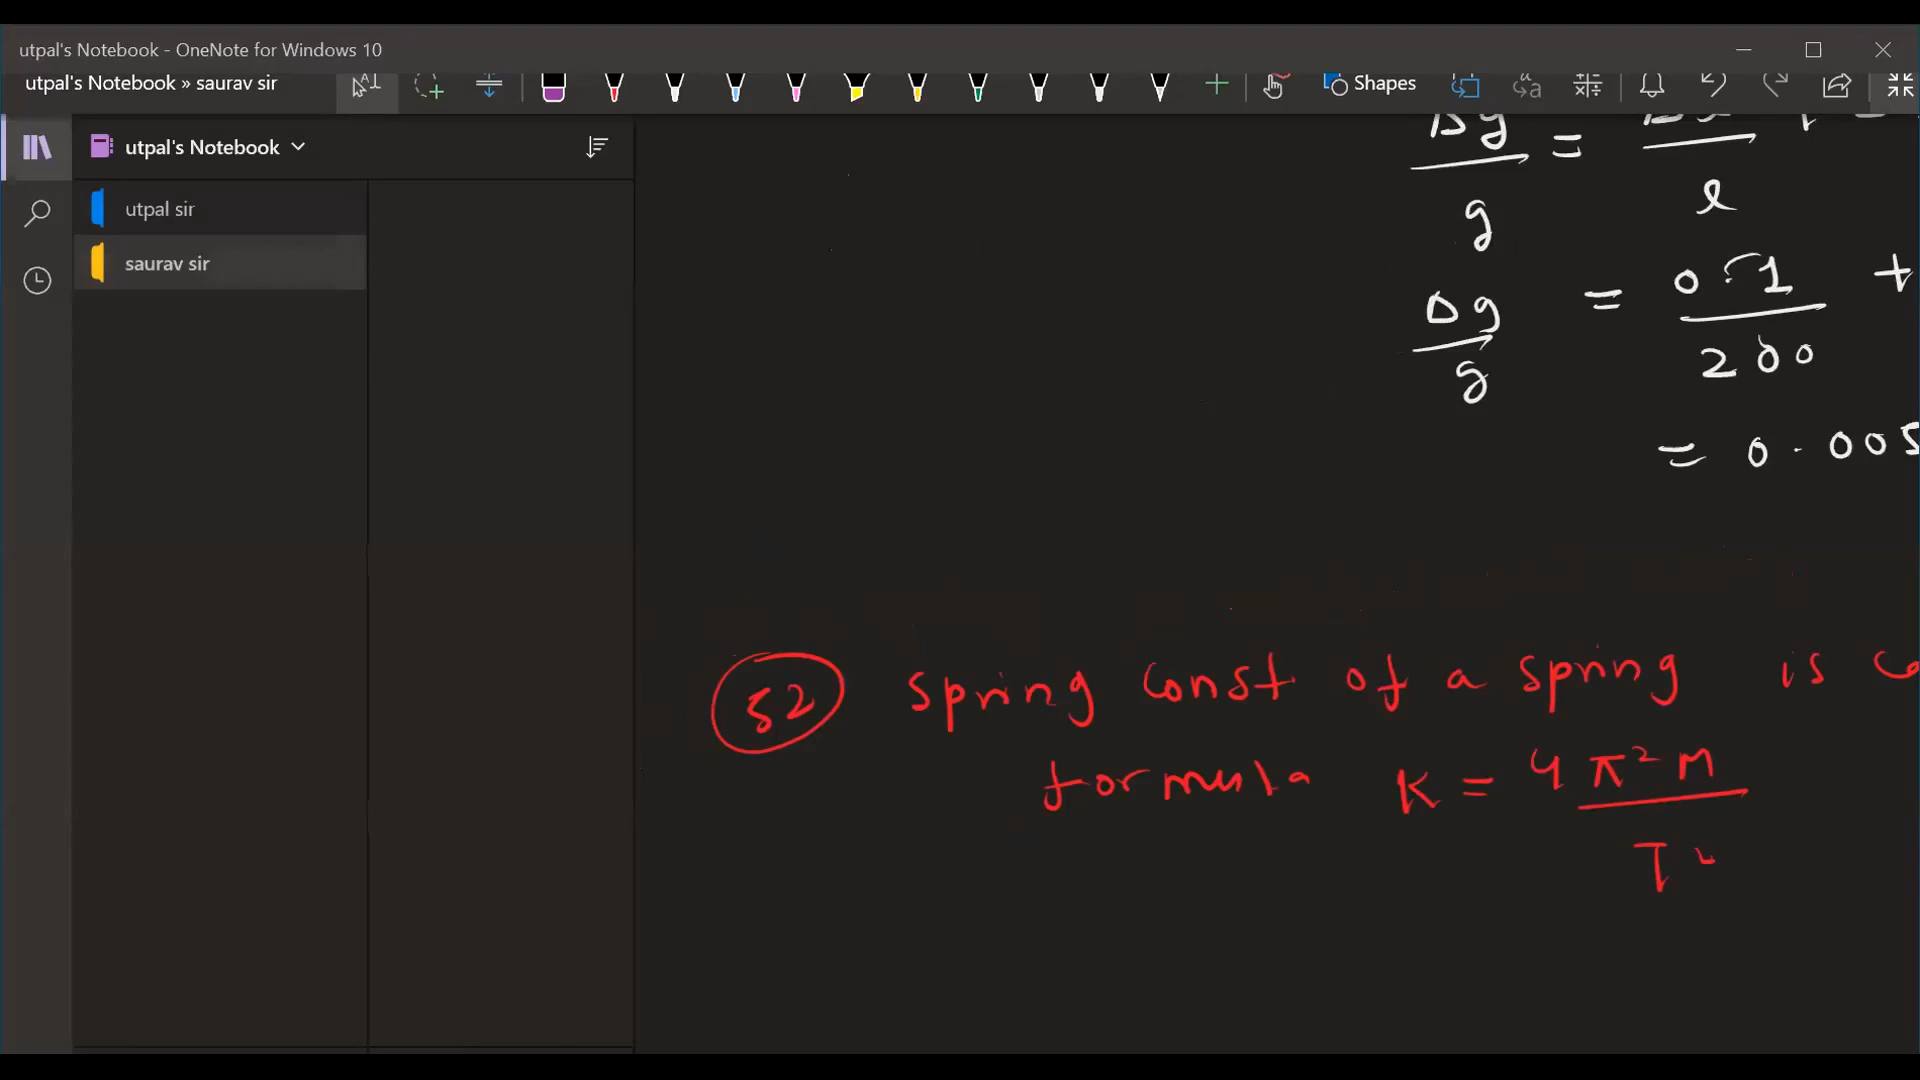 utpal's Notebook - OneNote for Windows 10
utpal's Notebook » saurav sir
Shapes
utpal's Notebook
utpal sir
saurav sir
Δg/g =
l
Δg/g = 0.1/200 +
= 0.005
52 Spring const of a spring is
formula K = 4π²M/T²